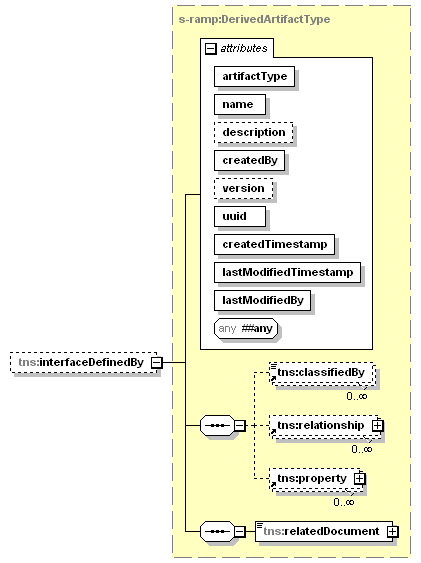 s-ramp:DerivedArtifactType
attributes
artifactType
name
description
createdBy
version
uuid
createdTimestamp
lastModifiedTimestamp
lastModifiedBy
any ##any
tns:interfaceDefinedBy
tns:classifiedBy
0..∞
tns:relationship
0..∞
tns:property
0..∞
tns:relatedDocument